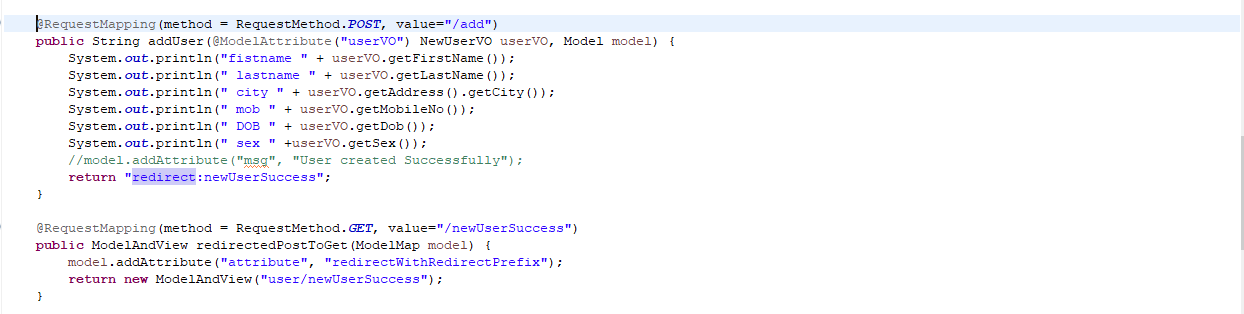 @RequestMapping(method = RequestMethod.POST, value="/add")
public String addUser(@ModelAttribute("userVO") NewUserVO userVO, Model model) {
    System.out.println("fistname " + userVO.getFirstName());
    System.out.println(" lastname " + userVO.getLastName());
    System.out.println(" city " + userVO.getAddress().getCity());
    System.out.println(" mob " + userVO.getMobileNo());
    System.out.println(" DOB " + userVO.getDob());
    System.out.println(" sex " +userVO.getSex());
    //model.addAttribute("msg", "User created Successfully");
    return "redirect:newUserSuccess";
}
@RequestMapping(method = RequestMethod.GET, value="/newUserSuccess")
public ModelAndView redirectedPostToGet(ModelMap model) {
    model.addAttribute("attribute", "redirectWithRedirectPrefix");
    return new ModelAndView("user/newUserSuccess");
}